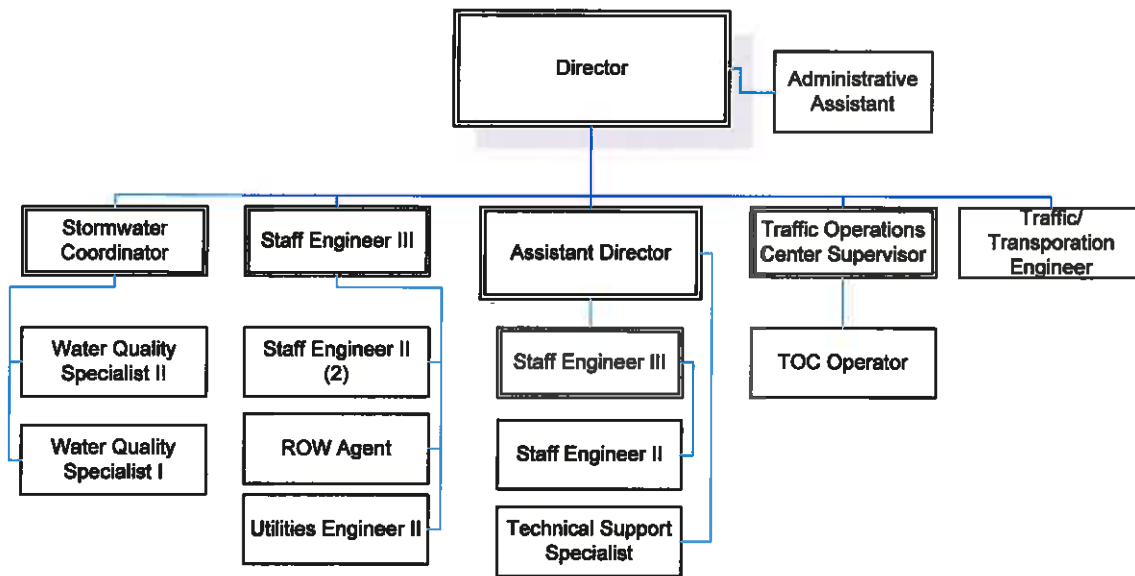 Director
Administrative
Assistant
Stormwater
Coordinator
Staff Engineer III
Assistant Director
Traffic Operations
Center Supervisor
Traffic/
Transporation
Engineer
Water Quality
Specialist II
Staff Engineer II
(2)
Staff Engineer III
TOC Operator
Water Quality
Specialist I
ROW Agent
Staff Engineer II
Utilities Engineer II
Technical Support
Specialist